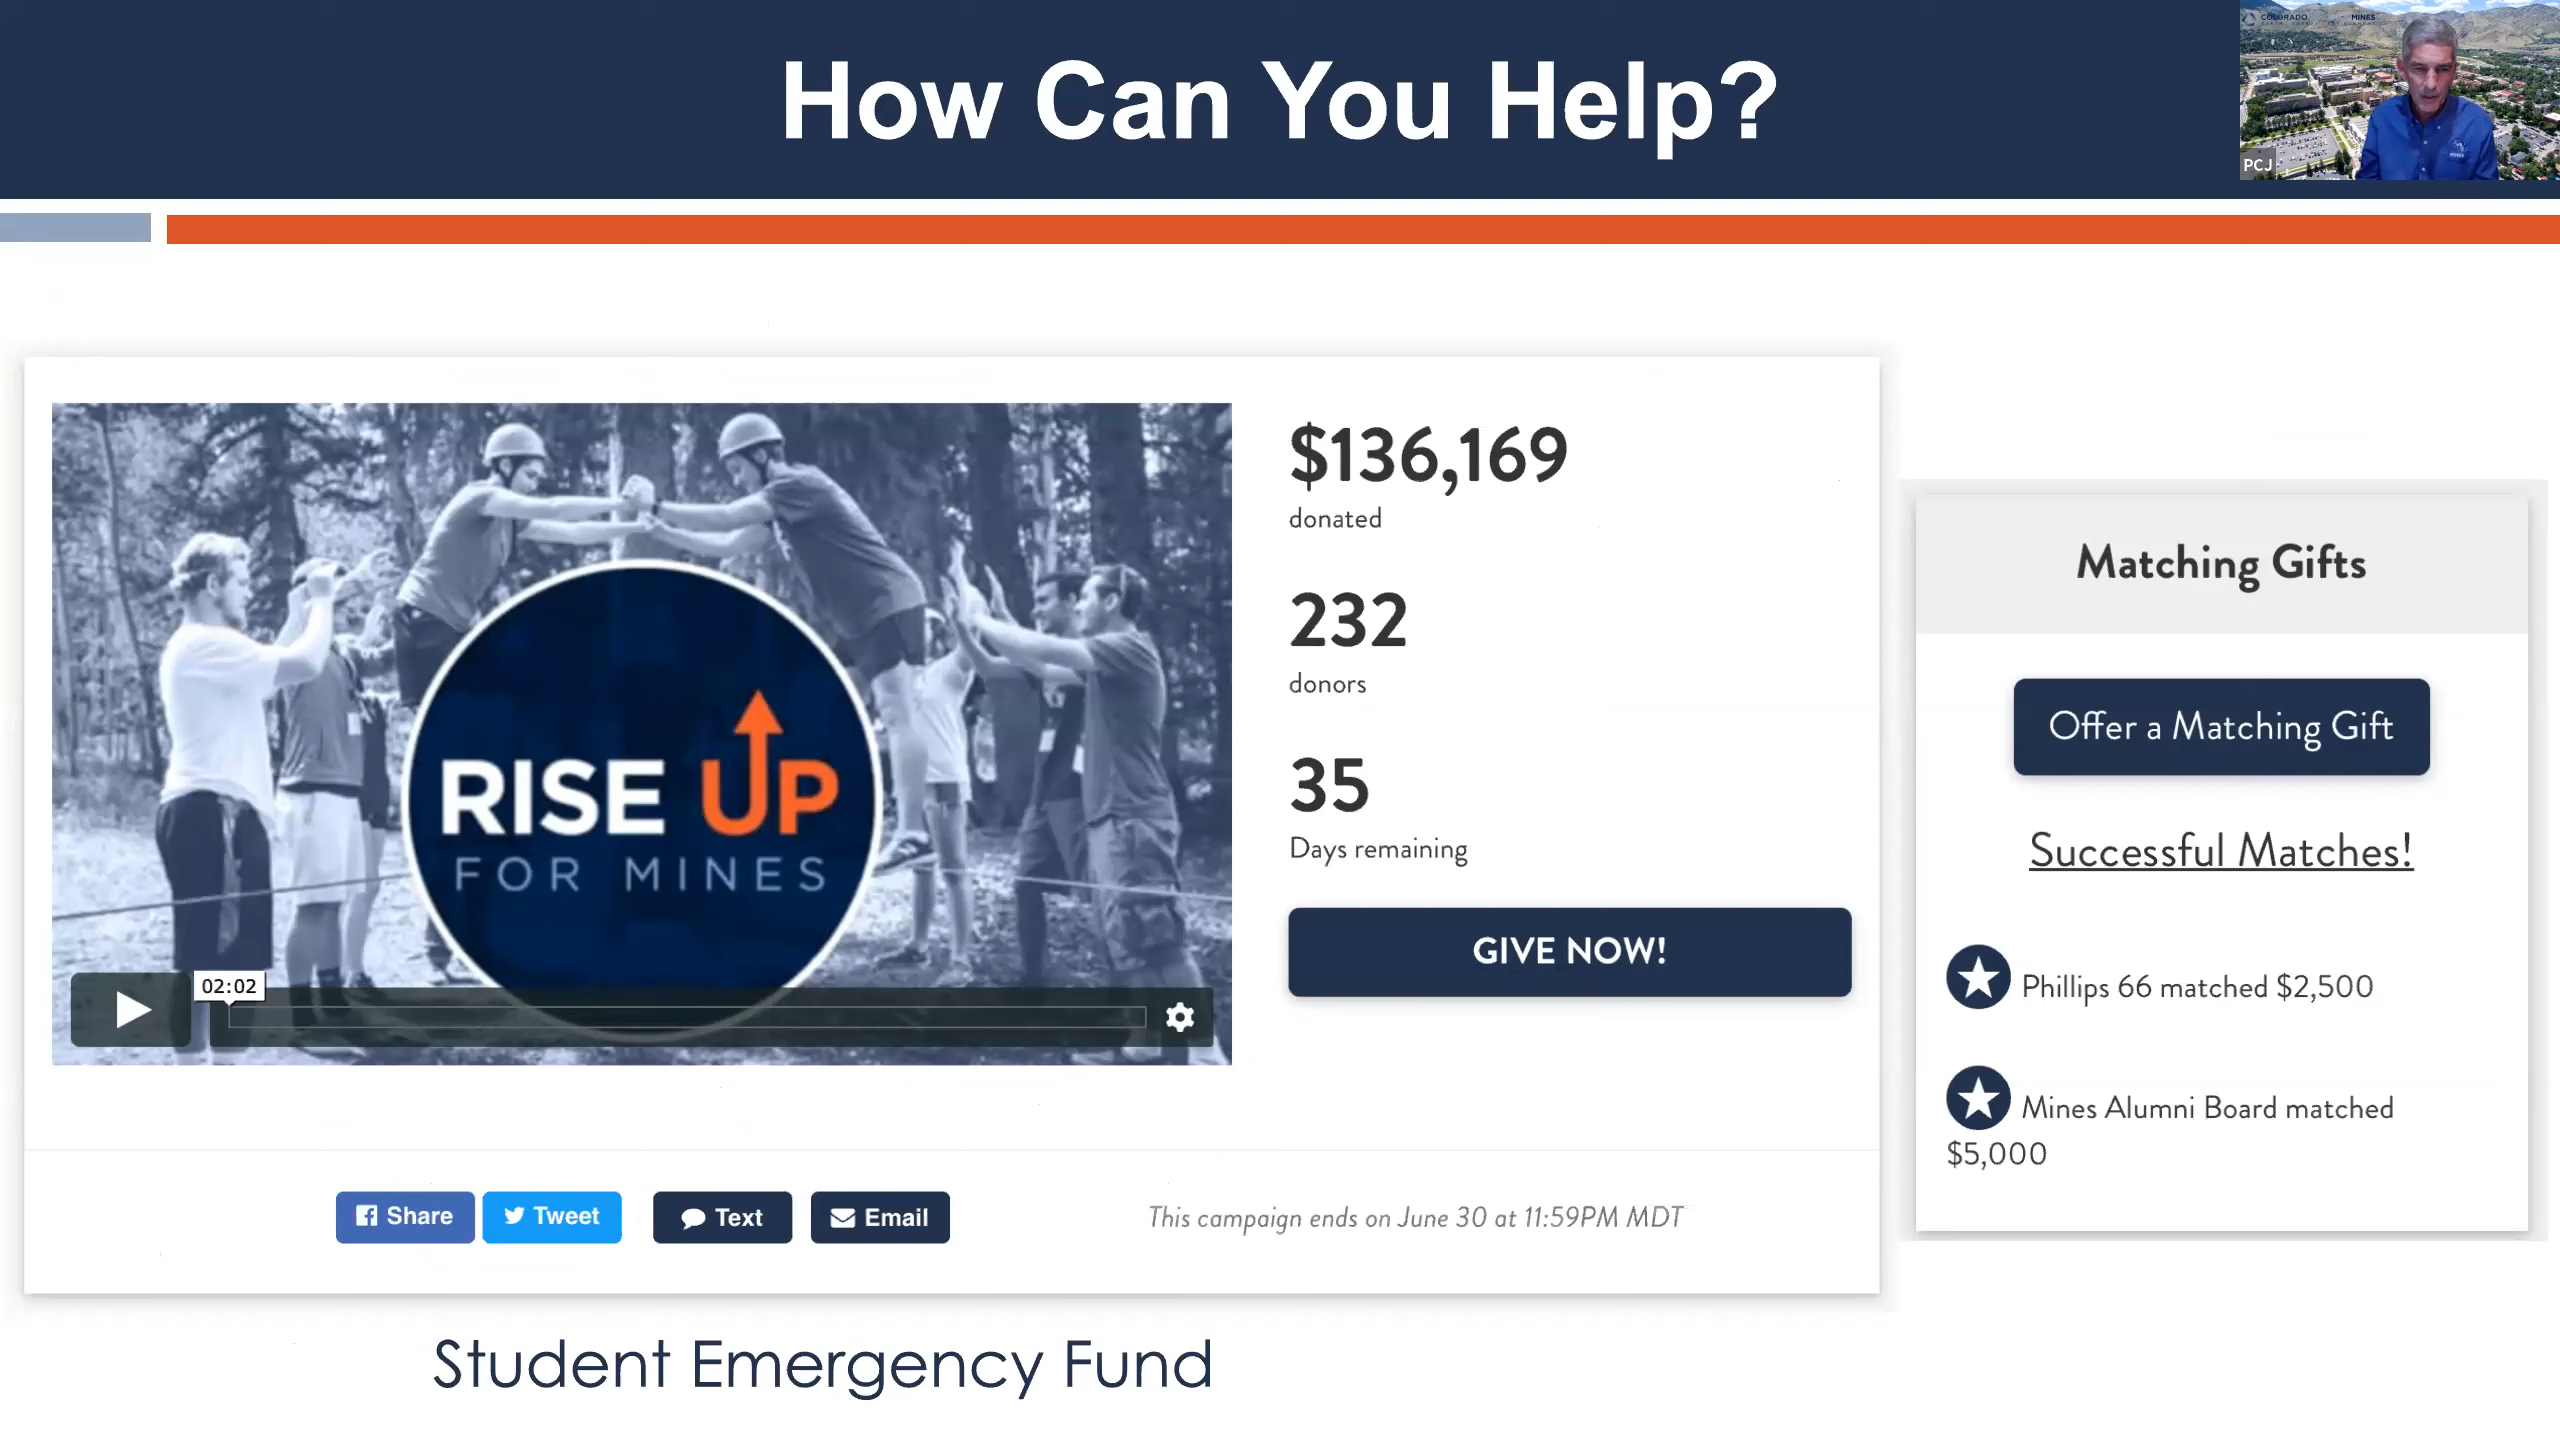 How Can You Help?
COLORADO MINES
PCJ
$136,169
donated
232
donors
35
Days remaining
GIVE NOW!
RISE UP
FOR MINES
02:02
Share
Tweet
Text
Email
This campaign ends on June 30 at 11:59PM MDT
Matching Gifts
Offer a Matching Gift
Successful Matches!
Phillips 66 matched $2,500
Mines Alumni Board matched
$5,000
Student Emergency Fund